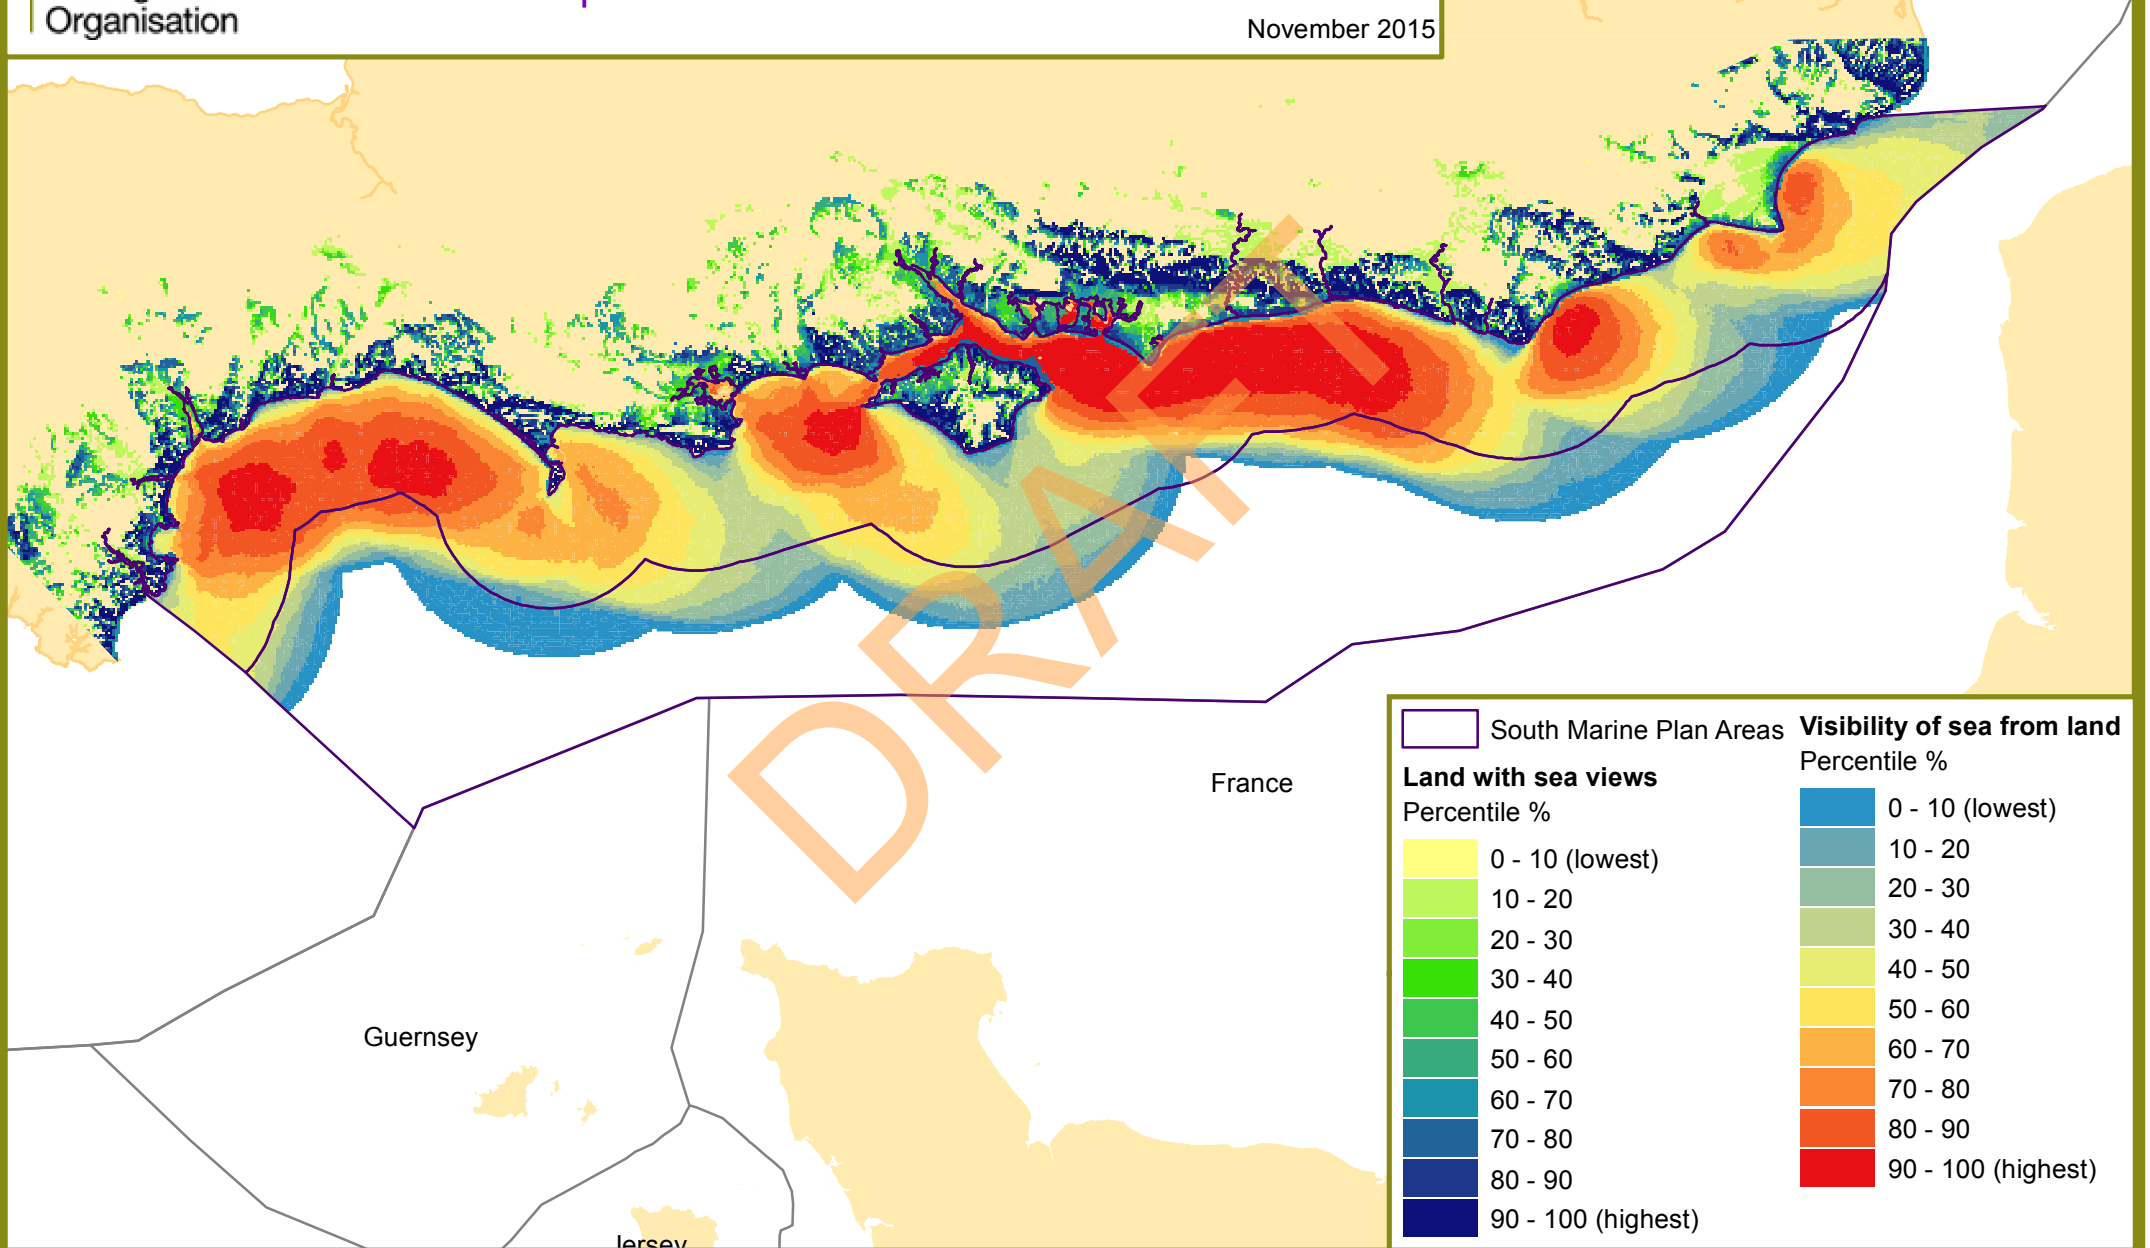 Organisation
November 2015
DRAFT
France
Guernsey
Jersey
South Marine Plan Areas
Land with sea views
Percentile %
0 - 10 (lowest)
10 - 20
20 - 30
30 - 40
40 - 50
50 - 60
60 - 70
70 - 80
80 - 90
90 - 100 (highest)
Visibility of sea from land
Percentile %
0 - 10 (lowest)
10 - 20
20 - 30
30 - 40
40 - 50
50 - 60
60 - 70
70 - 80
80 - 90
90 - 100 (highest)